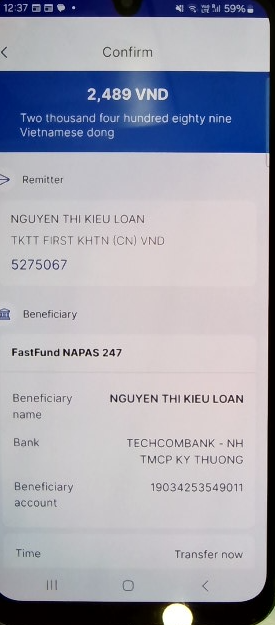 12:37
59%
Confirm
2,489 VND
Two thousand four hundred eighty nine
Vietnamese dong
Remitter
NGUYEN THI KIEU LOAN
TKTT FIRST KHTN (CN) VND
5275067
Beneficiary
FastFund NAPAS 247
Beneficiary name
NGUYEN THI KIEU LOAN
Bank
TECHCOMBANK - NH
TMCP KY THUONG
Beneficiary account
19034253549011
Time
Transfer now